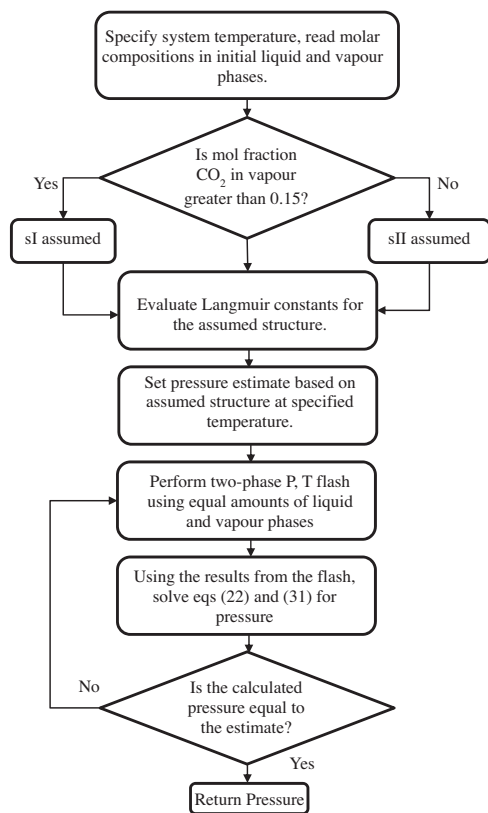 Specify system temperature, read molar
compositions in initial liquid and vapour
phases.
Is mol fraction
CO₂ in vapour
greater than 0.15?
Yes
No
sI assumed
sII assumed
Evaluate Langmuir constants for
the assumed structure.
Set pressure estimate based on
assumed structure at specified
temperature.
Perform two-phase P, T flash
using equal amounts of liquid
and vapour phases
Using the results from the flash,
solve eqs (22) and (31) for
pressure
No
Is the calculated
pressure equal to
the estimate?
Yes
Return Pressure